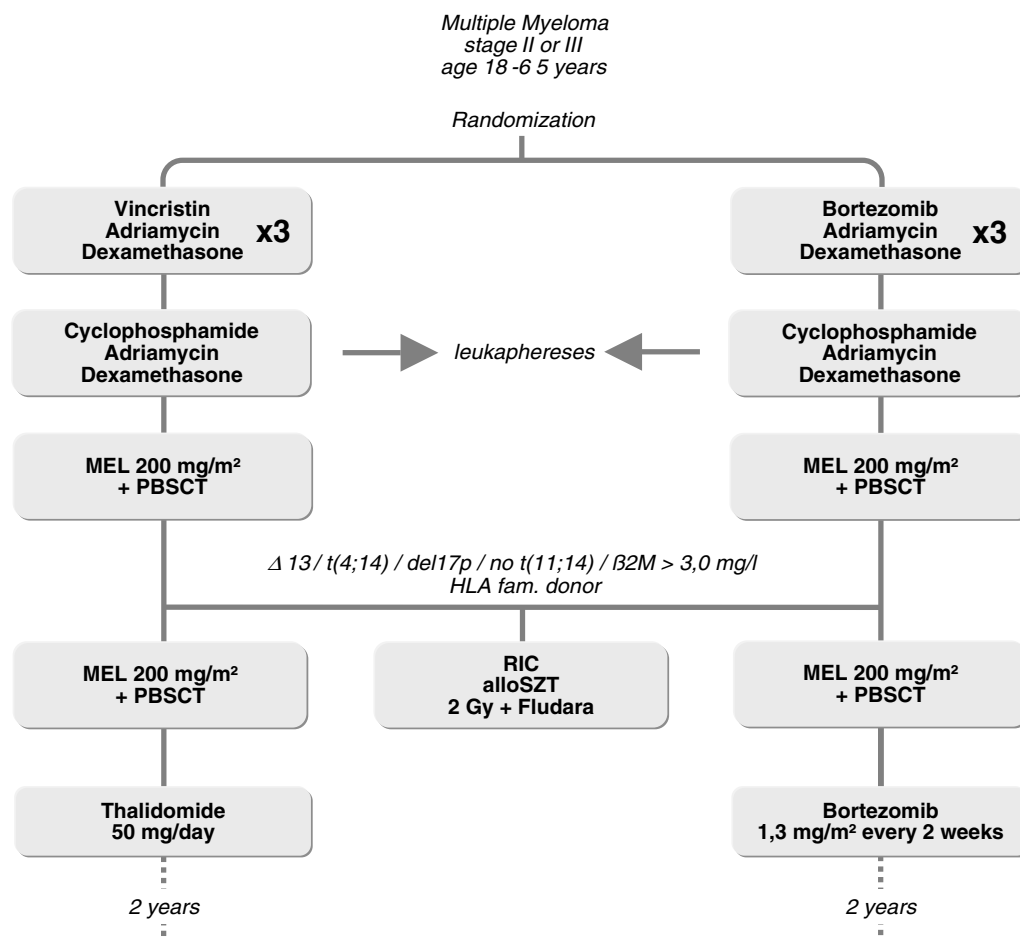 Multiple Myeloma
stage II or III
age 18 -6 5 years
Randomization
Vincristin
Adriamycin
Dexamethasone
x3
Bortezomib
Adriamycin
Dexamethasone
x3
Cyclophosphamide
Adriamycin
Dexamethasone
leukaphereses
Cyclophosphamide
Adriamycin
Dexamethasone
MEL 200 mg/m²
+ PBSCT
MEL 200 mg/m²
+ PBSCT
Δ 13 / t(4;14) / del17p / no t(11;14) / ß2M > 3,0 mg/l
HLA fam. donor
MEL 200 mg/m²
+ PBSCT
RIC
alloSZT
2 Gy + Fludara
MEL 200 mg/m²
+ PBSCT
Thalidomide
50 mg/day
Bortezomib
1,3 mg/m² every 2 weeks
2 years
2 years